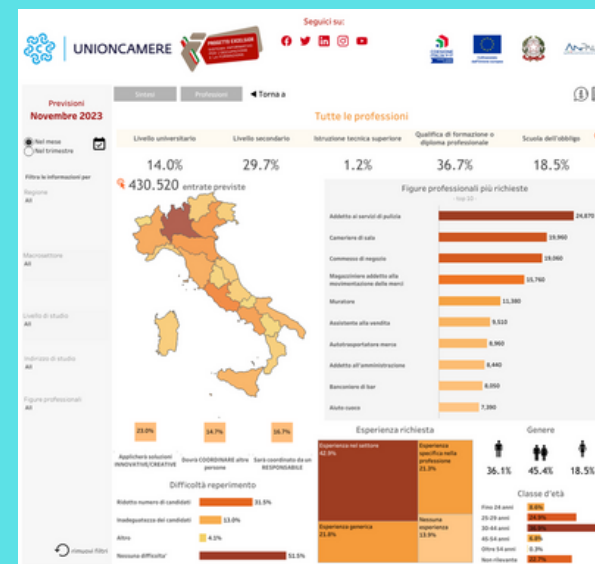 Seguici su:
UNIONCAMERE
PROGETTO EXCELSIOR
Sintesi
Professioni
Torna a
Previsioni
Novembre 2023
Tutte le professioni
Nel mese
Nel trimestre
Livello universitario
Livello secondario
Istruzione tecnica superiore
Qualifica di formazione o
diploma professionale
Scuola dell'obbligo
14.0%
29.7%
1.2%
36.7%
18.5%
Filtra le informazioni per
Regione
All
Macrosettore
All
Livello di studio
All
Indirizzo di studio
All
Figure professionali
All
rimuovi filtri
430.520 entrate previste
Figure professionali più richieste
- top 10 -
Addetto ai servizi di pulizia
24,870
Cameriere di sala
19,960
Commesso di negozio
19,060
Magazziniere addetto alla
movimentazione delle merci
15,760
Muratore
11,380
Assistente alla vendita
9,510
Autotrasportatore merce
8,960
Addetto all'amministrazione
8,440
Banconiere di bar
8,050
Aiuto cuoco
7,390
23.0%
14.7%
16.7%
Applicherà soluzioni
INNOVATIVE/CREATIVE
Dovrà COORDINARE altre
persone
Sarà coordinato da un
RESPONSABILE
Difficoltà reperimento
Ridotto numero di candidati
31.5%
Inadeguatezza dei candidati
13.0%
Altro
4.1%
Nessuna difficolta'
51.5%
Esperienza richiesta
Esperienza nel settore
42.9%
Esperienza
specifica nella
professione
21.3%
Esperienza generica
21.8%
Nessuna
esperienza
13.9%
Genere
36.1%
45.4%
18.5%
Classe d'età
Fino 24 anni
25-29 anni
30-44 anni
45-54 anni
Oltre 54 anni
0.3%
Non rilevante
22.7%